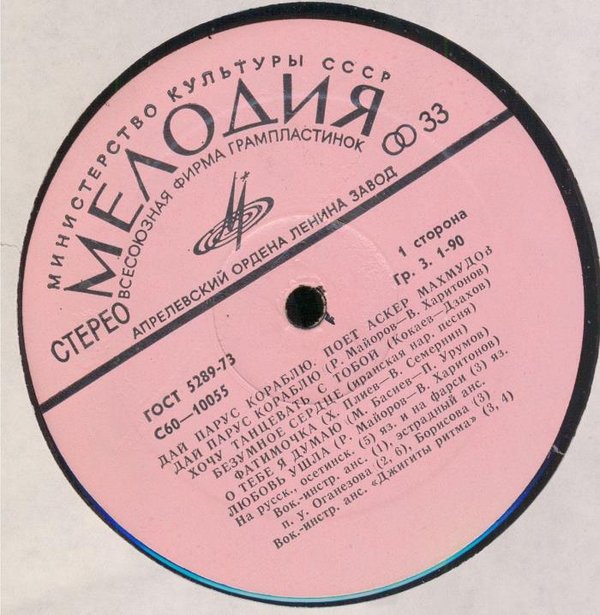 МИНИСТЕРСТВО КУЛЬТУРЫ СССР
МЕЛОДИЯ
ВСЕСОЮЗНАЯ ФИРМА ГРАМПЛАСТИНОК
33
СТЕРЕО
АПРЕЛЕВСКИЙ ОРДЕНА ЛЕНИНА ЗАВОД
ГОСТ 5289-73
С60—10055
1 сторона
Гр. 3. 1-90
ДАЙ ПАРУС КОРАБЛЮ. ПОЕТ АСКЕР МАХМУДОВ
ДАЙ ПАРУС КОРАБЛЮ (Р. Майоров—В. Харитонов)
ХОЧУ ТАНЦЕВАТЬ С ТОБОЙ (Кокаев—Дзахов)
БЕЗУМНОЕ СЕРДЦЕ (иранская нар. песня)
ФАТИМОЧКА (Х. Плиев—В. Семернин)
О ТЕБЕ Я ДУМАЮ (М. Басиев—П. Урумов)
ЛЮБОВЬ УШЛА (Р. Майоров—В. Харитонов)
На русск., осетинск. (5) яз. и на фарси (3) яз.
Вок.-инстр. анс. (1), эстрадный анс.
п. у. Оганезова (2, 6), Борисова (3)
Вок.-инстр. анс. «Джигиты ритма» (3, 4)